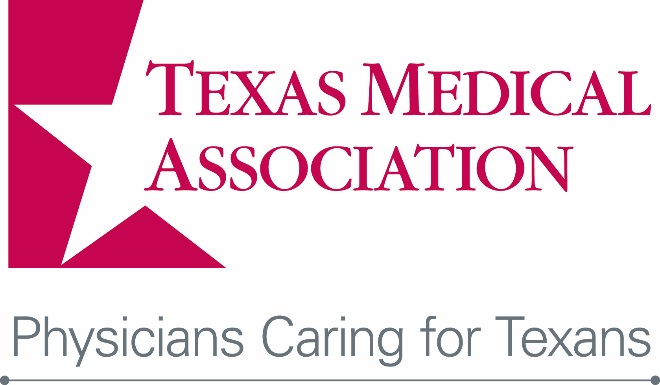 TEXAS MEDICAL
ASSOCIATION
Physicians Caring for Texans